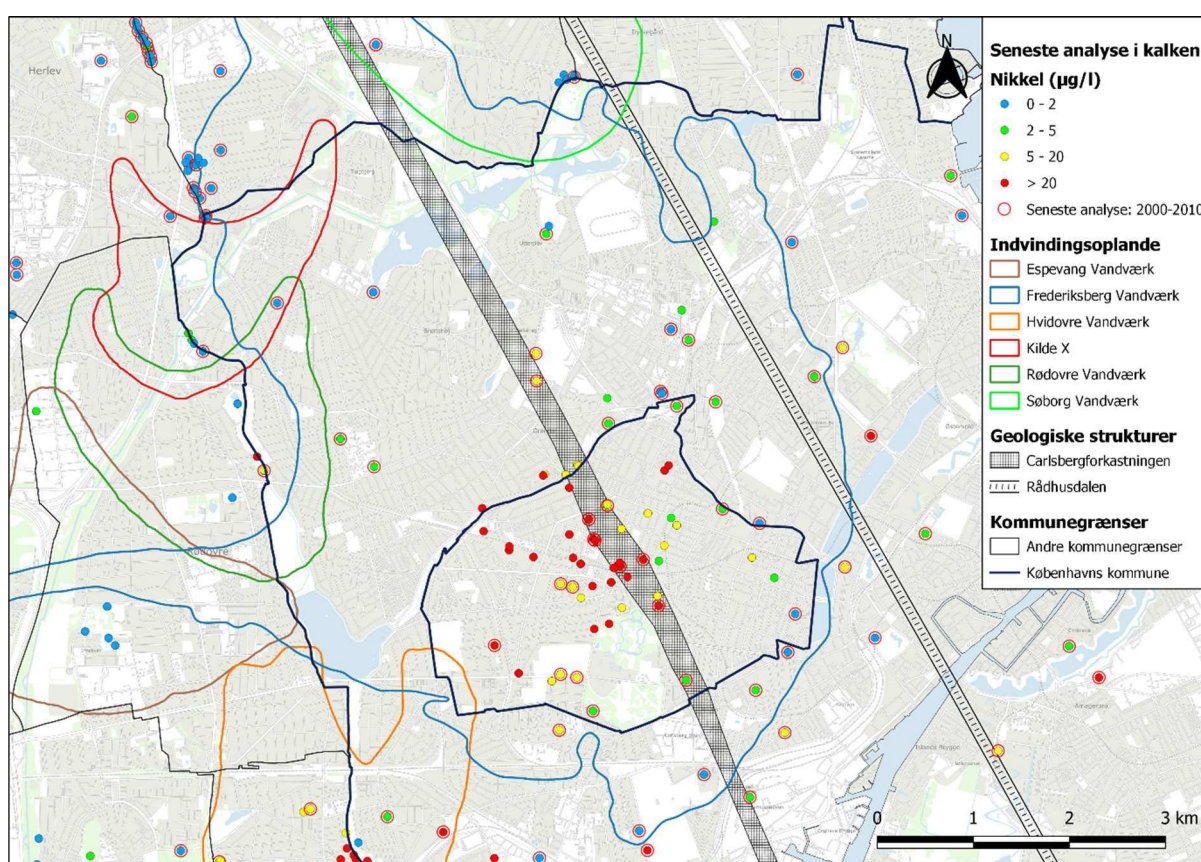 Seneste analyse i kalken
Nikkel (µg/l)
0 - 2
2 - 5
5 - 20
> 20
Seneste analyse: 2000-2010
Indvindingsoplande
Espevang Vandværk
Frederiksberg Vandværk
Hvidovre Vandværk
Kilde X
Rødovre Vandværk
Søborg Vandværk
Geologiske strukturer
Carlsbergforkastningen
Rådhusdalen
Kommunegrænser
Andre kommunegrænser
Københavns kommune
N
Herlev
Utterslev
Rødovre
0 1 2 3 km